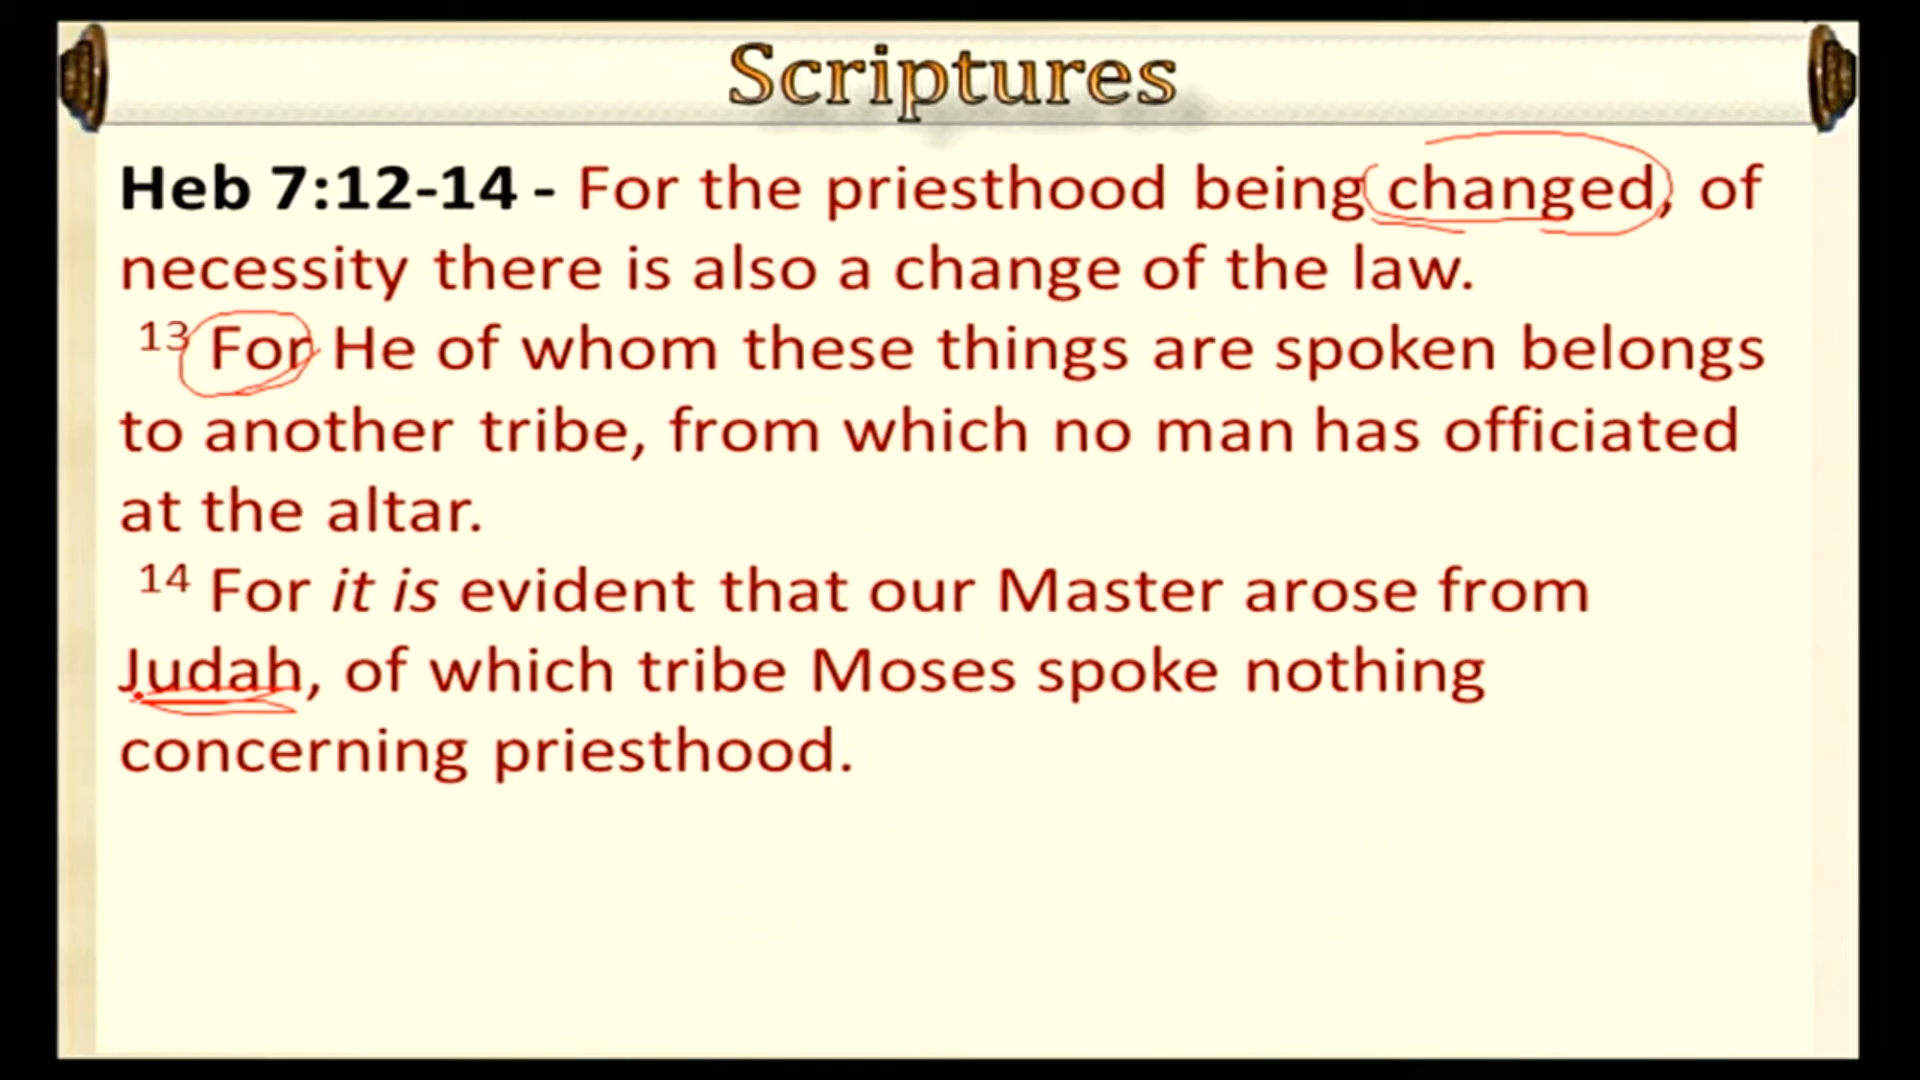 Scriptures
Heb 7:12-14 - For the priesthood being changed, of
necessity there is also a change of the law.
13 For He of whom these things are spoken belongs
to another tribe, from which no man has officiated
at the altar.
14 For it is evident that our Master arose from
Judah, of which tribe Moses spoke nothing
concerning priesthood.